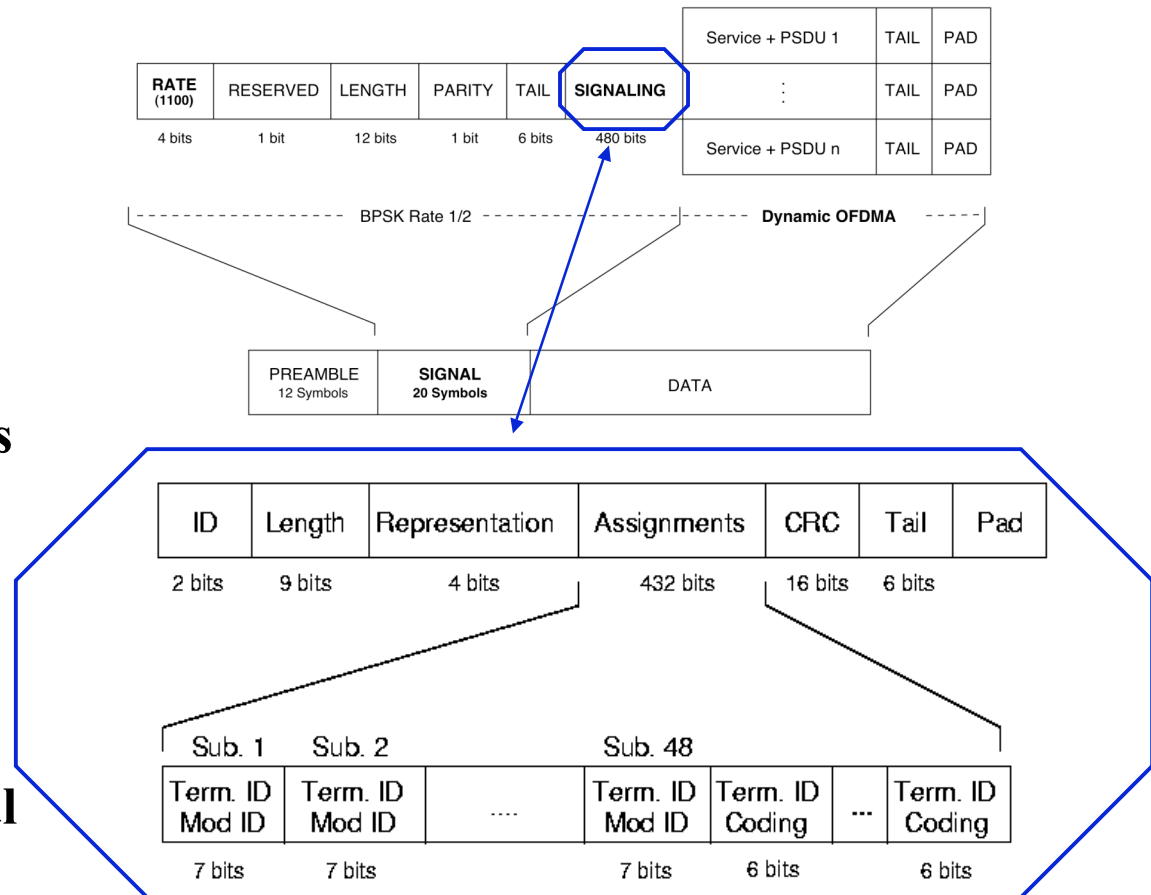 Service + PSDU 1 TAIL PAD
RATE RESERVED LENGTH PARITY TAIL SIGNALING ⋮ TAIL PAD
(1100)
4 bits 1 bit 12 bits 1 bit 6 bits 480 bits
Service + PSDU n TAIL PAD
BPSK Rate 1/2 Dynamic OFDMA
PREAMBLE SIGNAL DATA
12 Symbols 20 Symbols
s
ID Length Representation Assignments CRC Tail Pad
2 bits 9 bits 4 bits 432 bits 16 bits 6 bits
Sub. 1 Sub. 2 Sub. 48
Term. ID Term. ID .... Term. ID Term. ID ... Term. ID
Mod ID Mod ID Mod ID Coding Coding
l
7 bits 7 bits 7 bits 6 bits 6 bits